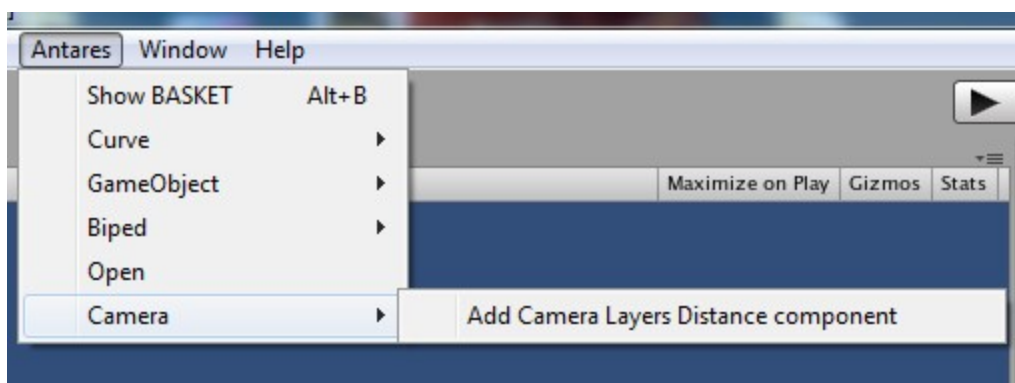 Antares Window Help
Show BASKET Alt+B
Curve
GameObject
Maximize on Play Gizmos Stats
Biped
Open
Camera
Add Camera Layers Distance component